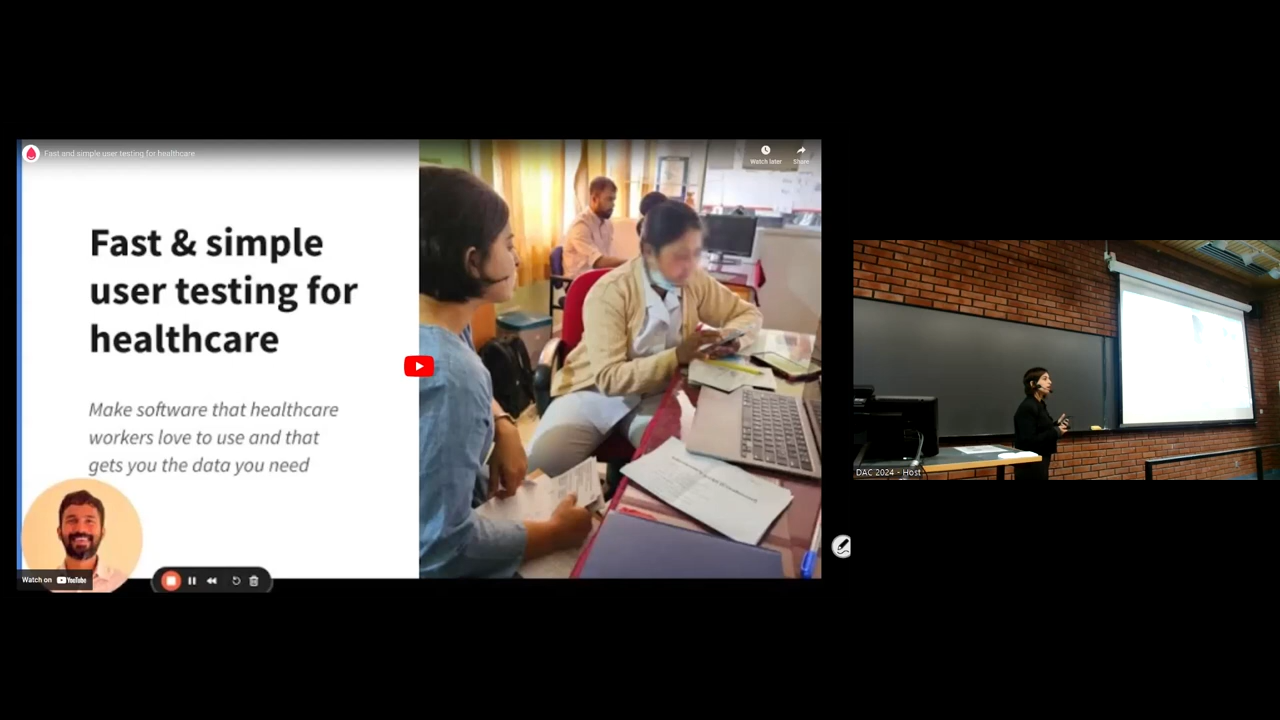 Fast and simple user testing for healthcare
Watch later
Share
Fast & simple
user testing for
healthcare
Make software that healthcare
workers love to use and that
gets you the data you need
Watch on YouTube
DAC 2024 - Host